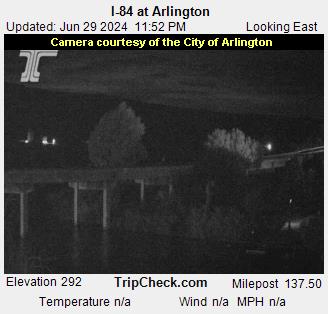 I-84 at Arlington
Updated: Jun 29 2024 11:52 PM Looking East
Camera courtesy of the City of Arlington
Elevation 292 TripCheck.com Milepost 137.50
Temperature n/a Wind n/a MPH n/a